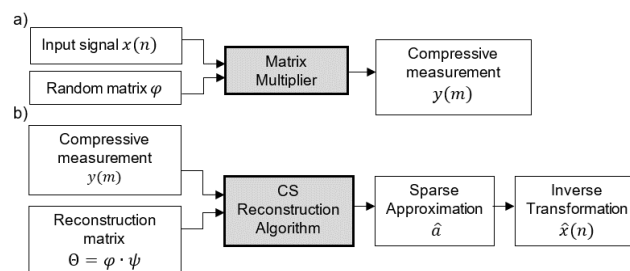 a)
Input signal x(n)
Random matrix φ
Matrix
Multiplier
Compressive
measurement
y(m)
b)
Compressive
measurement
y(m)
Reconstruction
matrix
Θ = φ · ψ
CS
Reconstruction
Algorithm
Sparse
Approximation
â
Inverse
Transformation
x̂(n)